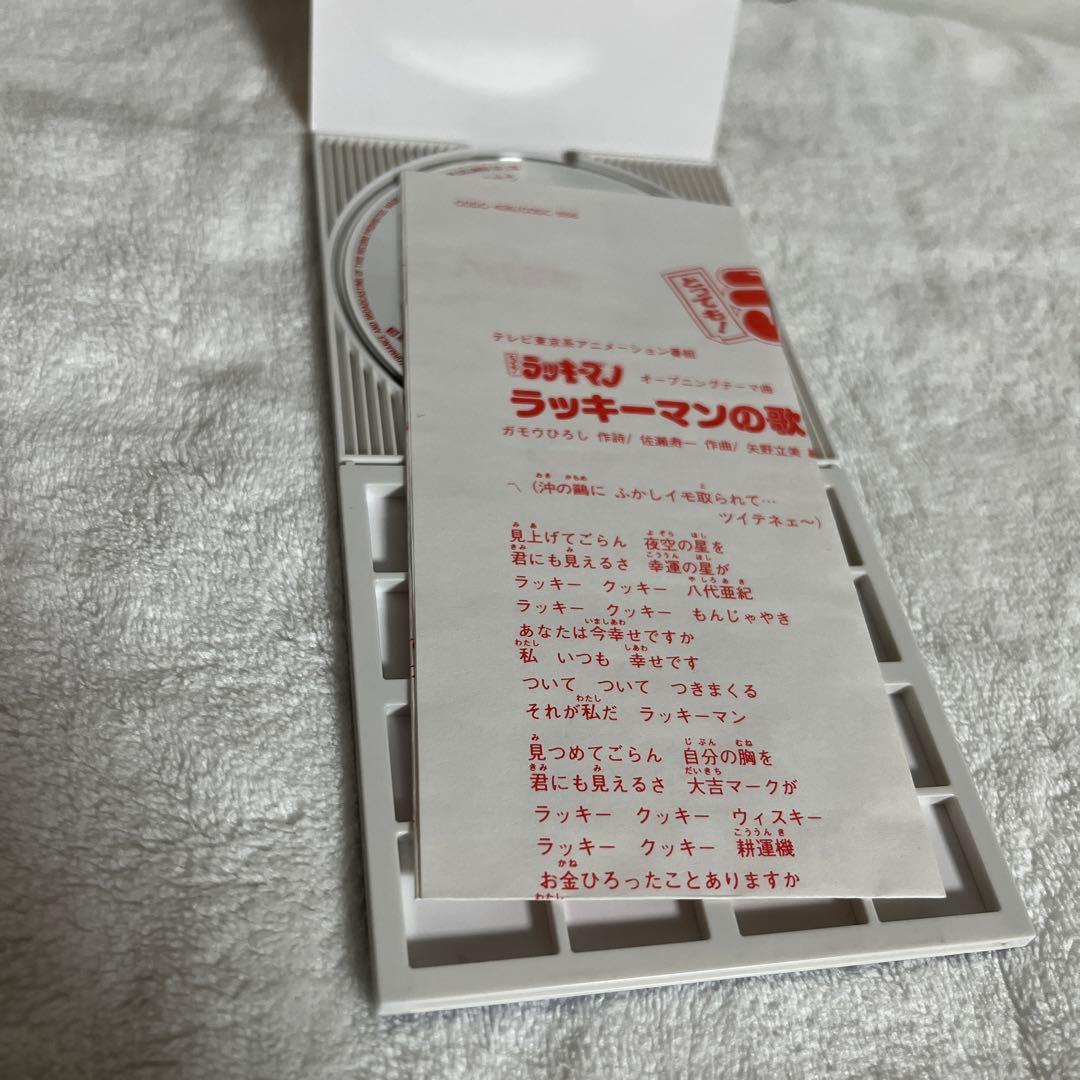 とっても!
テレビ東京系アニメーション番組
とっても! ラッキーマン オープニングテーマ曲
ラッキーマンの歌
ガモウひろし 作詩/ 佐瀬寿一 作曲/ 矢野立美
〽(沖の鷗に ふかしイモ取られて…
ツイテネェ〜)
見上げてごらん 夜空の星を
君にも見えるさ 幸運の星が
ラッキー クッキー 八代亜紀
ラッキー クッキー もんじゃやき
あなたは今幸せですか
私 いつも 幸せです
ついて ついて つきまくる
それが私だ ラッキーマン
見つめてごらん 自分の胸を
君にも見えるさ 大吉マークが
ラッキー クッキー ウィスキー
ラッキー クッキー 耕運機
お金ひろったことありますか